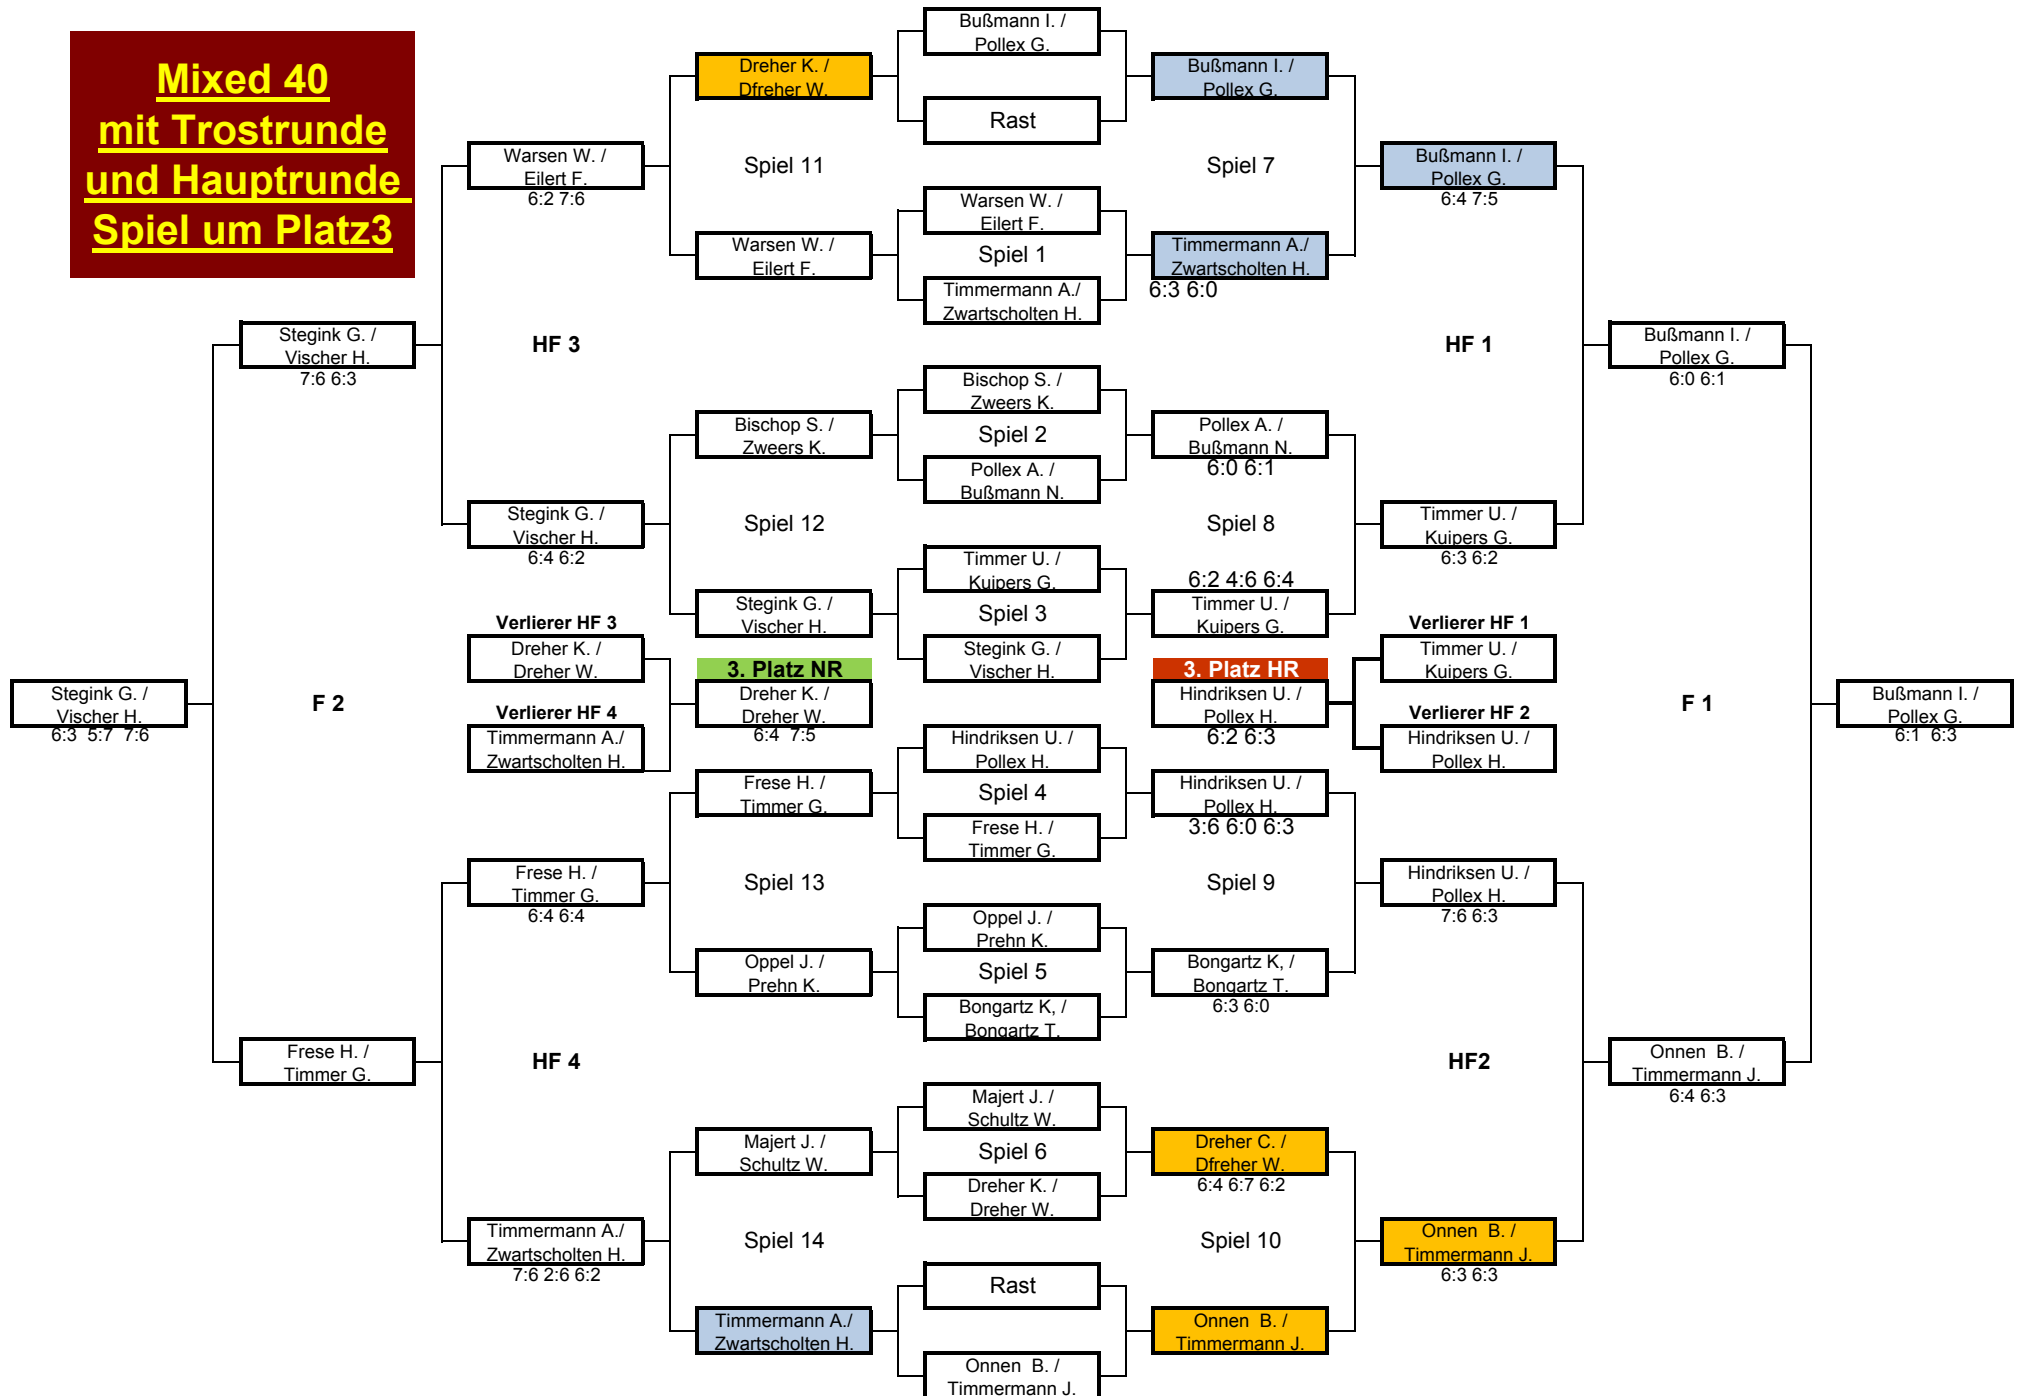 Mixed 40
mit Trostrunde
und Hauptrunde
Spiel um Platz3
Bußmann I. /
Pollex G.
Dreher K. /
Dfreher W.
Bußmann I. /
Pollex G.
Rast
Warsen W. /
Eilert F.
6:2 7:6
Spiel 11
Spiel 7
Bußmann I. /
Pollex G.
6:4 7:5
Warsen W. /
Eilert F.
Warsen W. /
Eilert F.
Spiel 1
Timmermann A./
Zwartscholten H.
6:3 6:0
Timmermann A./
Zwartscholten H.
Stegink G. /
Vischer H.
7:6 6:3
HF 3
HF 1
Bußmann I. /
Pollex G.
6:0 6:1
Bischop S. /
Zweers K.
Bischop S. /
Zweers K.
Spiel 2
Pollex A. /
Bußmann N.
6:0 6:1
Pollex A. /
Bußmann N.
Stegink G. /
Vischer H.
6:4 6:2
Spiel 12
Spiel 8
Timmer U. /
Kuipers G.
6:3 6:2
Timmer U. /
Kuipers G.
6:2 4:6 6:4
Stegink G. /
Vischer H.
Spiel 3
Timmer U. /
Kuipers G.
Verlierer HF 3
Dreher K. /
Dreher W.
Stegink G. /
Vischer H.
Verlierer HF 1
Timmer U. /
Kuipers G.
3. Platz NR
3. Platz HR
Stegink G. /
Vischer H.
6:3 5:7 7:6
F 2
Dreher K. /
Dreher W.
6:4 7:5
Hindriksen U. /
Pollex H.
6:2 6:3
F 1
Bußmann I. /
Pollex G.
6:1 6:3
Verlierer HF 4
Timmermann A./
Zwartscholten H.
Verlierer HF 2
Hindriksen U. /
Pollex H.
Hindriksen U. /
Pollex H.
Frese H. /
Timmer G.
Spiel 4
Hindriksen U. /
Pollex H.
3:6 6:0 6:3
Frese H. /
Timmer G.
Frese H. /
Timmer G.
6:4 6:4
Spiel 13
Spiel 9
Hindriksen U. /
Pollex H.
7:6 6:3
Oppel J. /
Prehn K.
Oppel J. /
Prehn K.
Spiel 5
Bongartz K, /
Bongartz T.
6:3 6:0
Bongartz K, /
Bongartz T.
Frese H. /
Timmer G.
HF 4
HF2
Onnen B. /
Timmermann J.
6:4 6:3
Majert J. /
Schultz W.
Majert J. /
Schultz W.
Spiel 6
Dreher C. /
Dfreher W.
6:4 6:7 6:2
Dreher K. /
Dreher W.
Timmermann A./
Zwartscholten H.
7:6 2:6 6:2
Spiel 14
Spiel 10
Onnen B. /
Timmermann J.
6:3 6:3
Rast
Timmermann A./
Zwartscholten H.
Onnen B. /
Timmermann J.
Onnen B. /
Timmermann J.